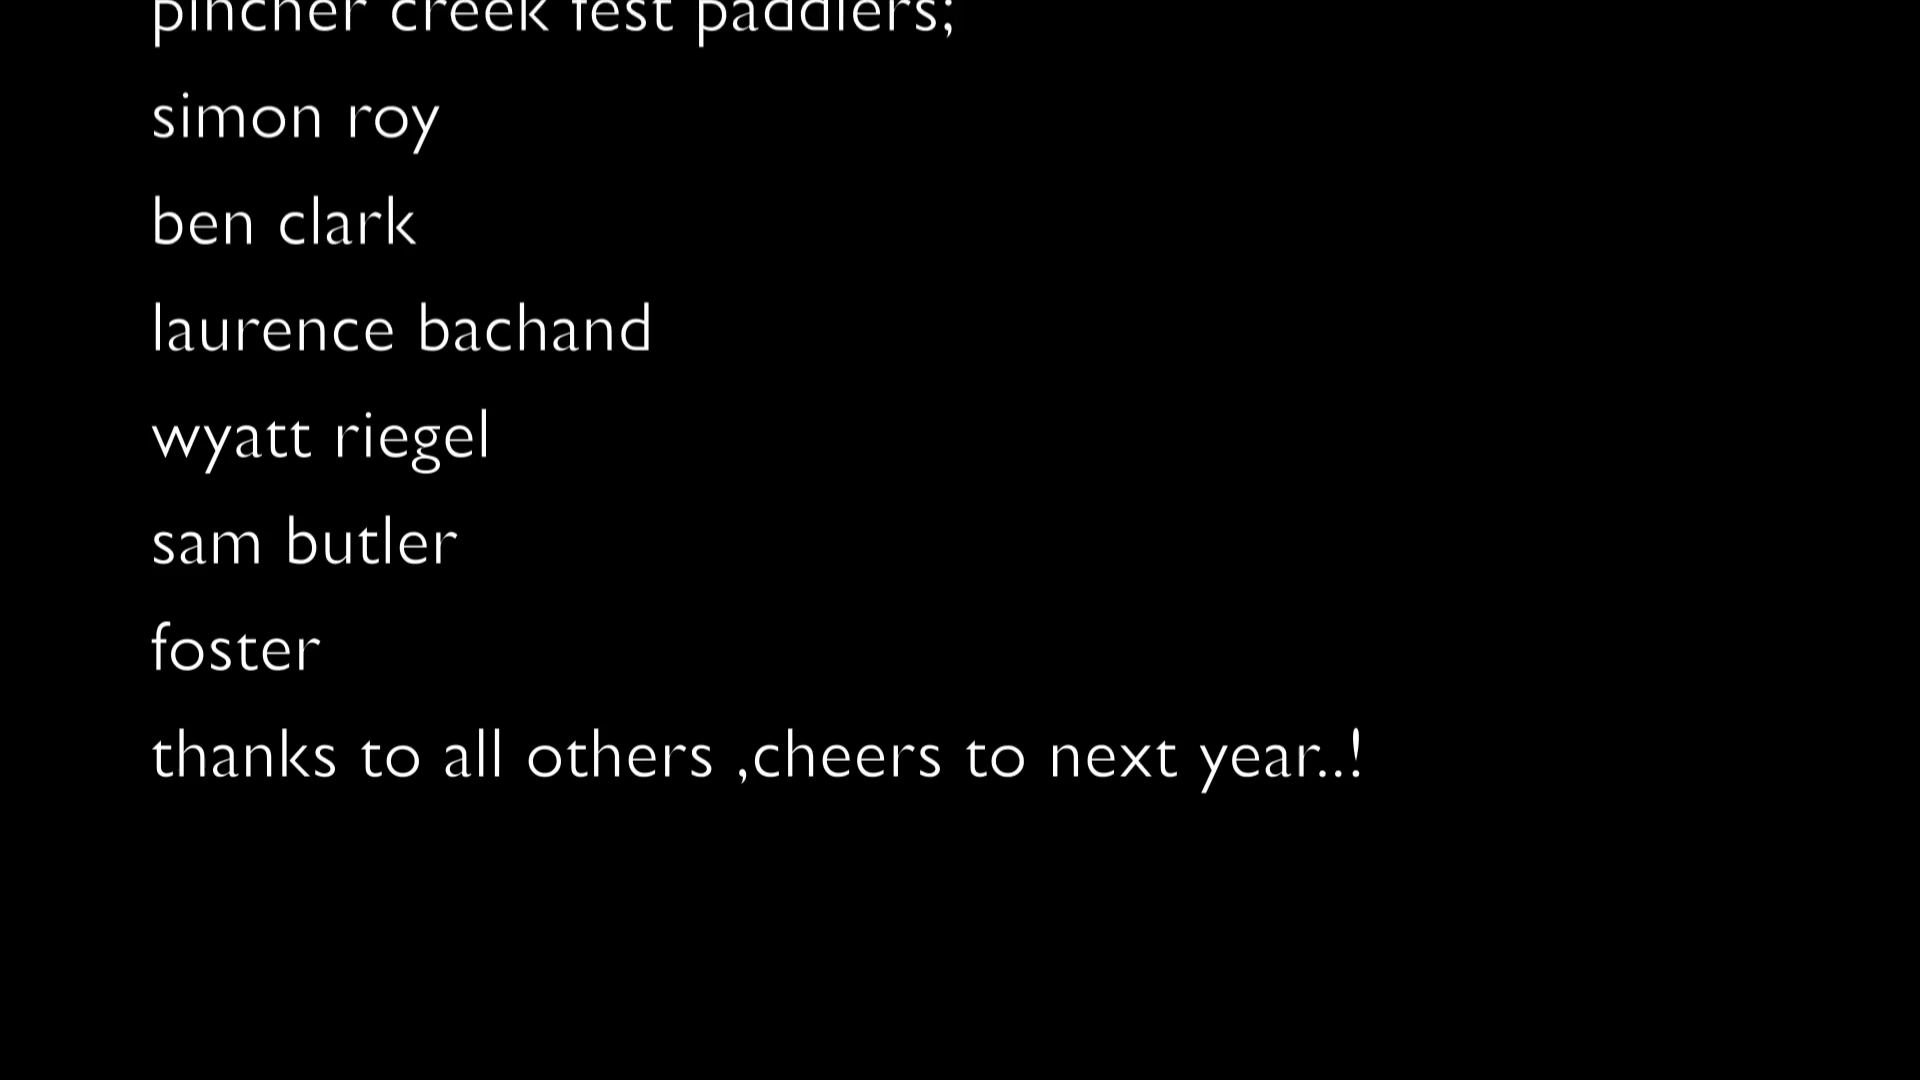 pincher creek fest paddlers;
simon roy
ben clark
laurence bachand
wyatt riegel
sam butler
foster
thanks to all others ,cheers to next year..!